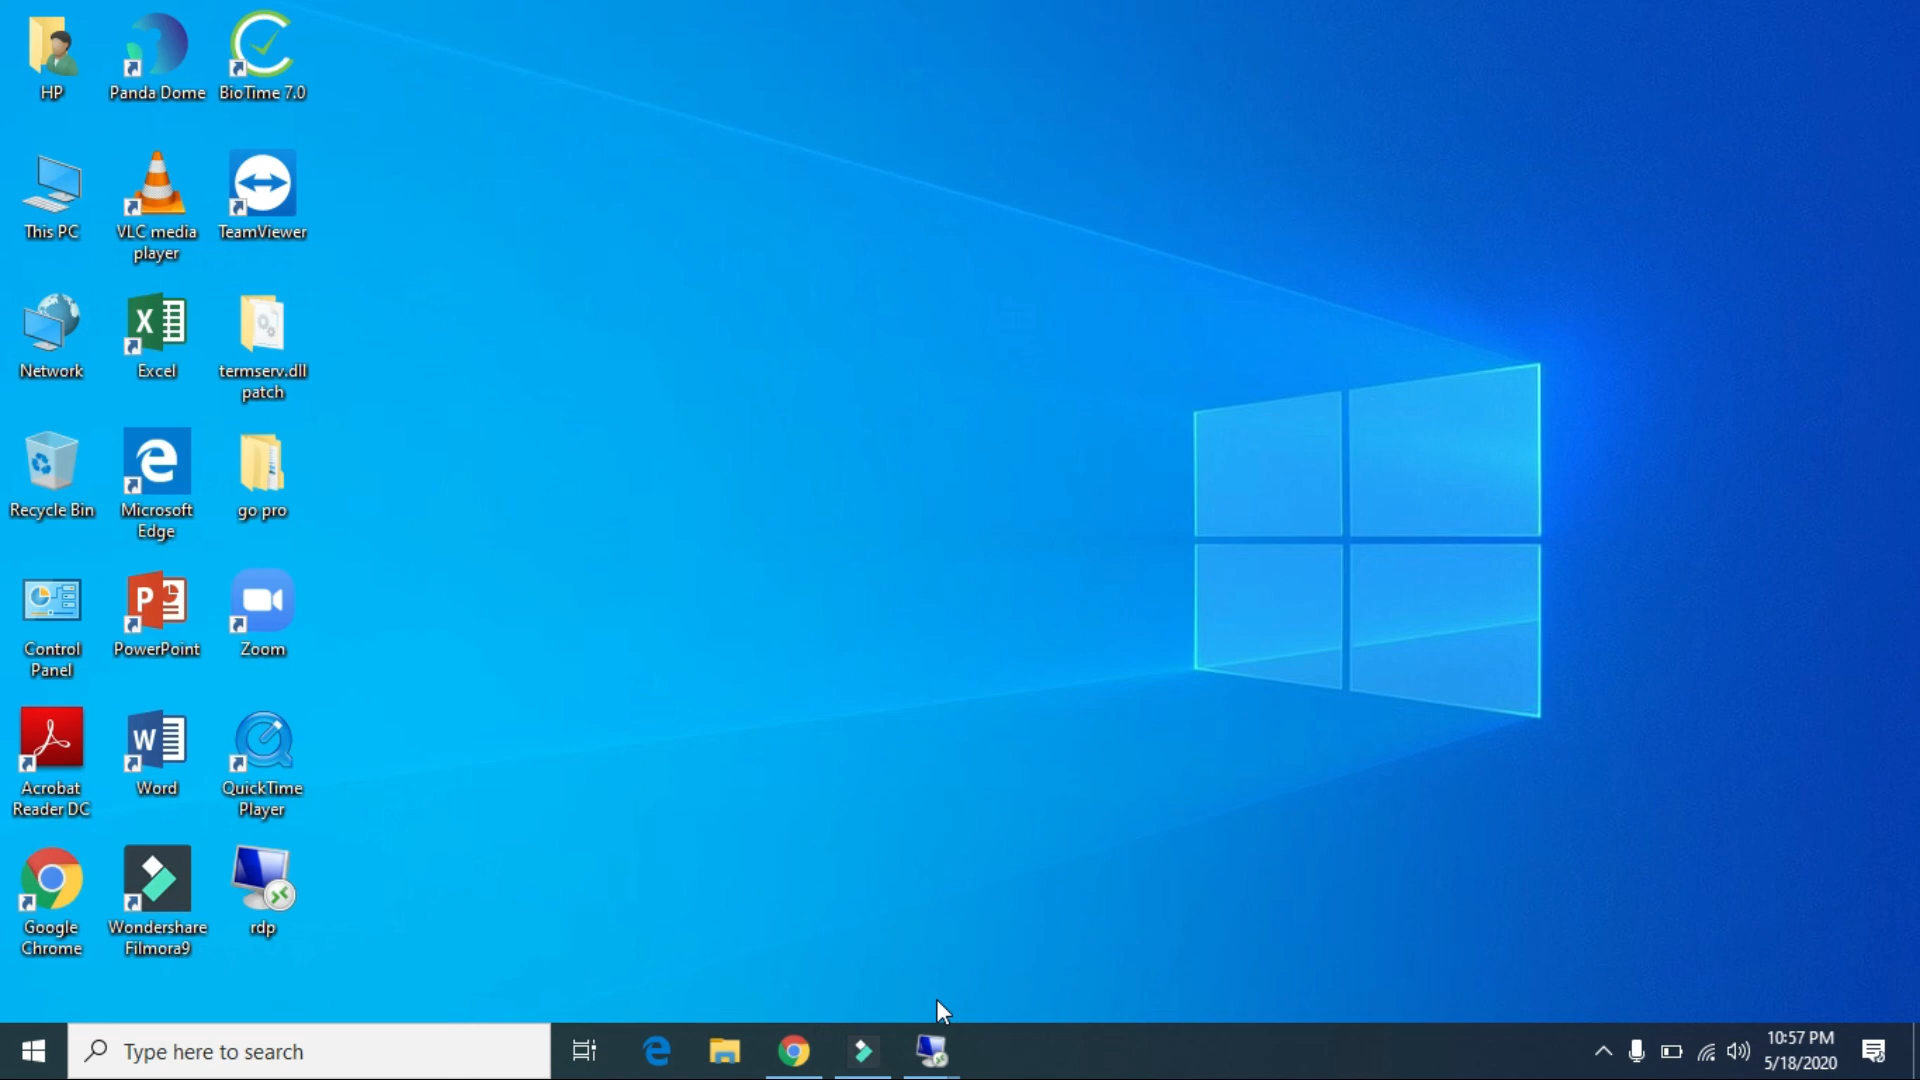 HP
Panda Dome
BioTime 7.0
This PC
VLC media
player
TeamViewer
Network
Excel
termserv.dll
patch
Recycle Bin
Microsoft
Edge
go pro
Control
Panel
PowerPoint
Zoom
Acrobat
Reader DC
Word
QuickTime
Player
Google
Chrome
Wondershare
Filmora9
rdp
Type here to search
10:57 PM
5/18/2020